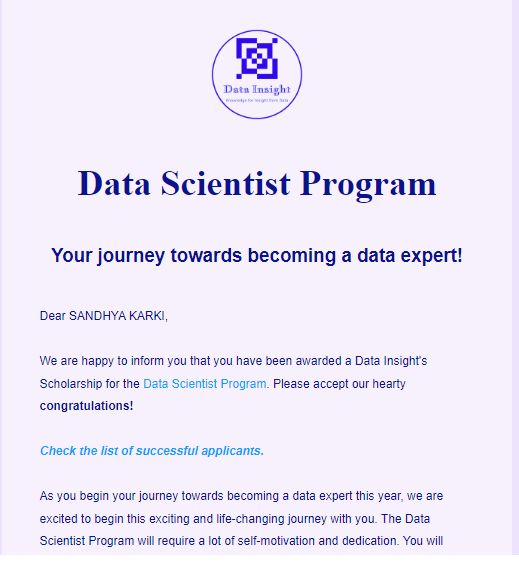 Data Insight
Knowledge for Insight from Data
Data Scientist Program
Your journey towards becoming a data expert!
Dear SANDHYA KARKI,
We are happy to inform you that you have been awarded a Data Insight's
Scholarship for the Data Scientist Program. Please accept our hearty
congratulations!
Check the list of successful applicants.
As you begin your journey towards becoming a data expert this year, we are
excited to begin this exciting and life-changing journey with you. The Data
Scientist Program will require a lot of self-motivation and dedication. You will